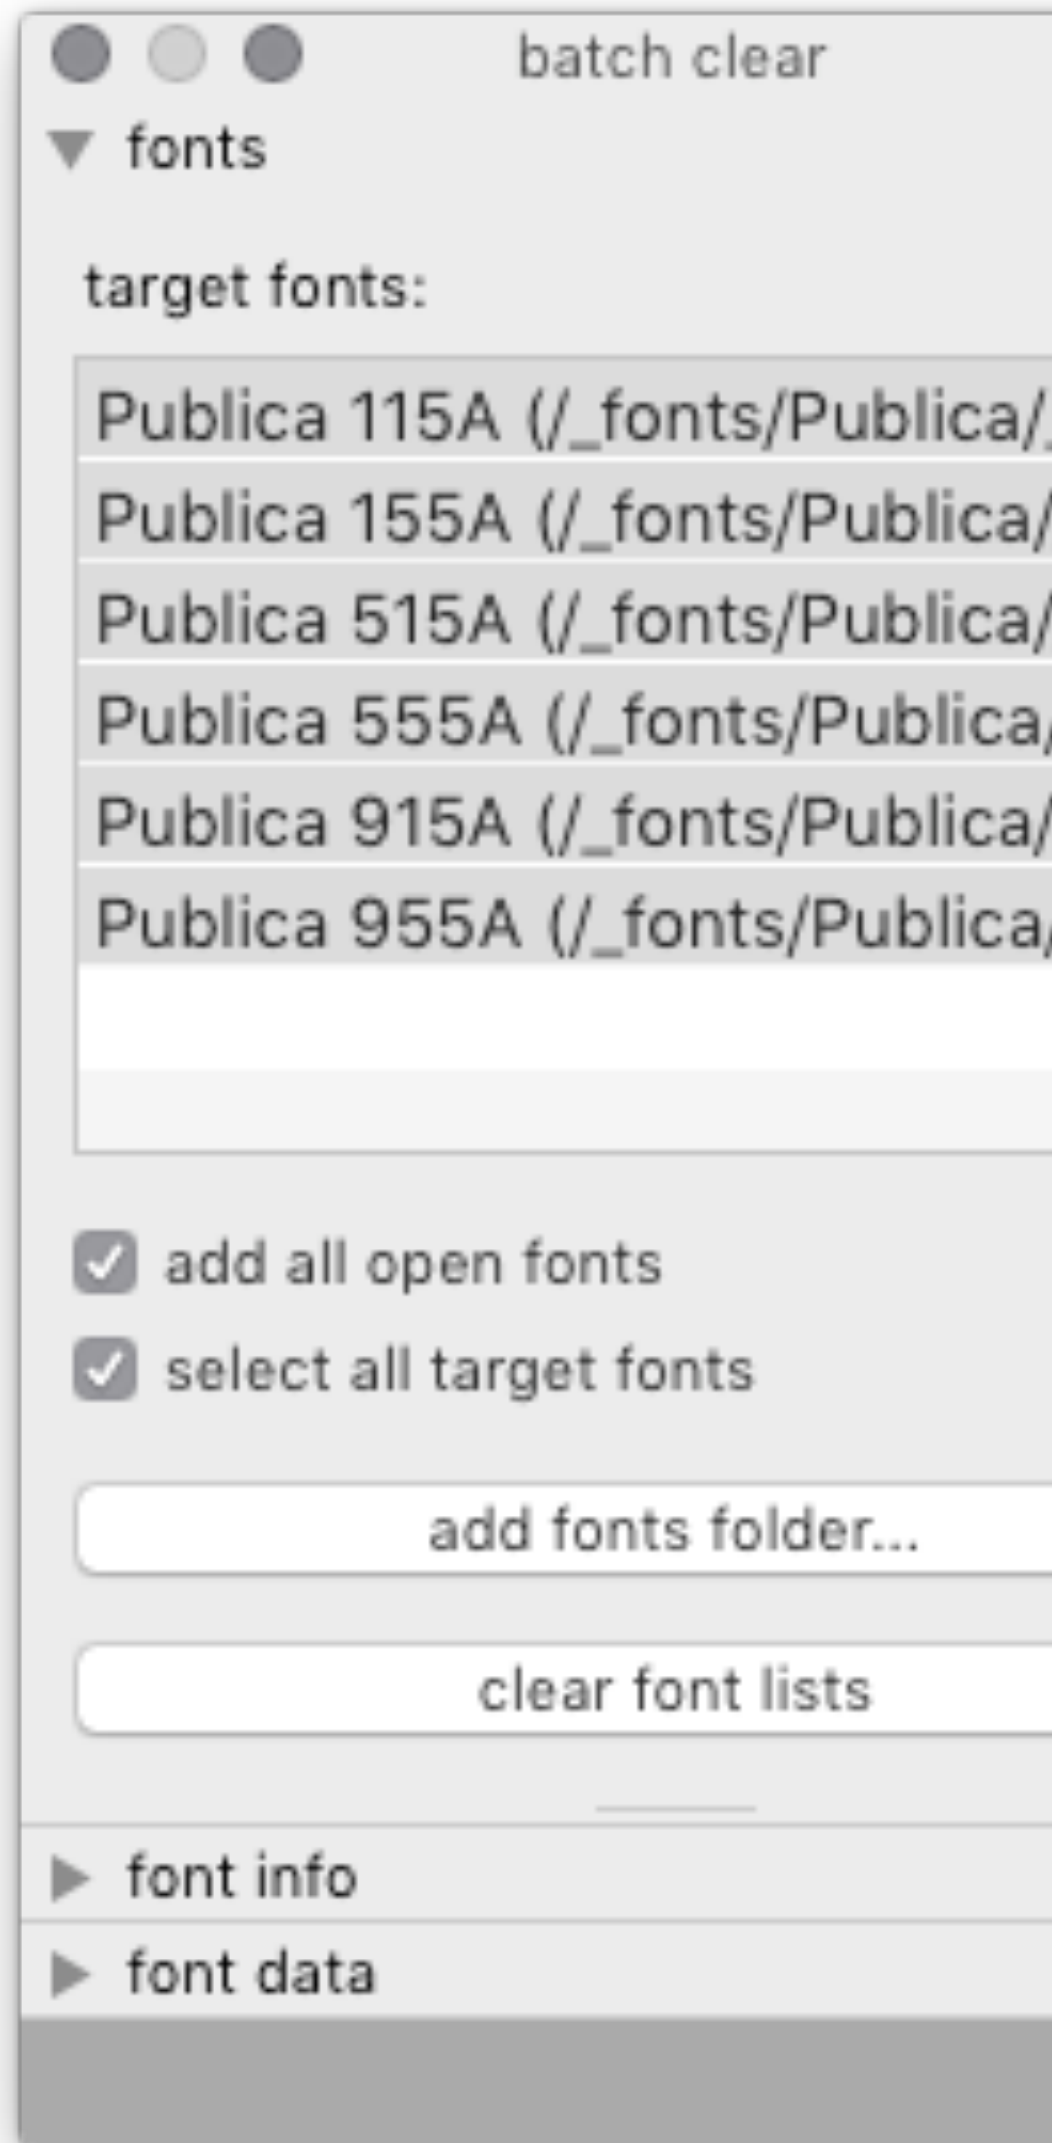 batch clear
fonts
target fonts:
Publica 115A (/_fonts/Publica/_
Publica 155A (/_fonts/Publica/
Publica 515A (/_fonts/Publica/
Publica 555A (/_fonts/Publica/
Publica 915A (/_fonts/Publica/
Publica 955A (/_fonts/Publica/
add all open fonts
select all target fonts
add fonts folder...
clear font lists
font info
font data